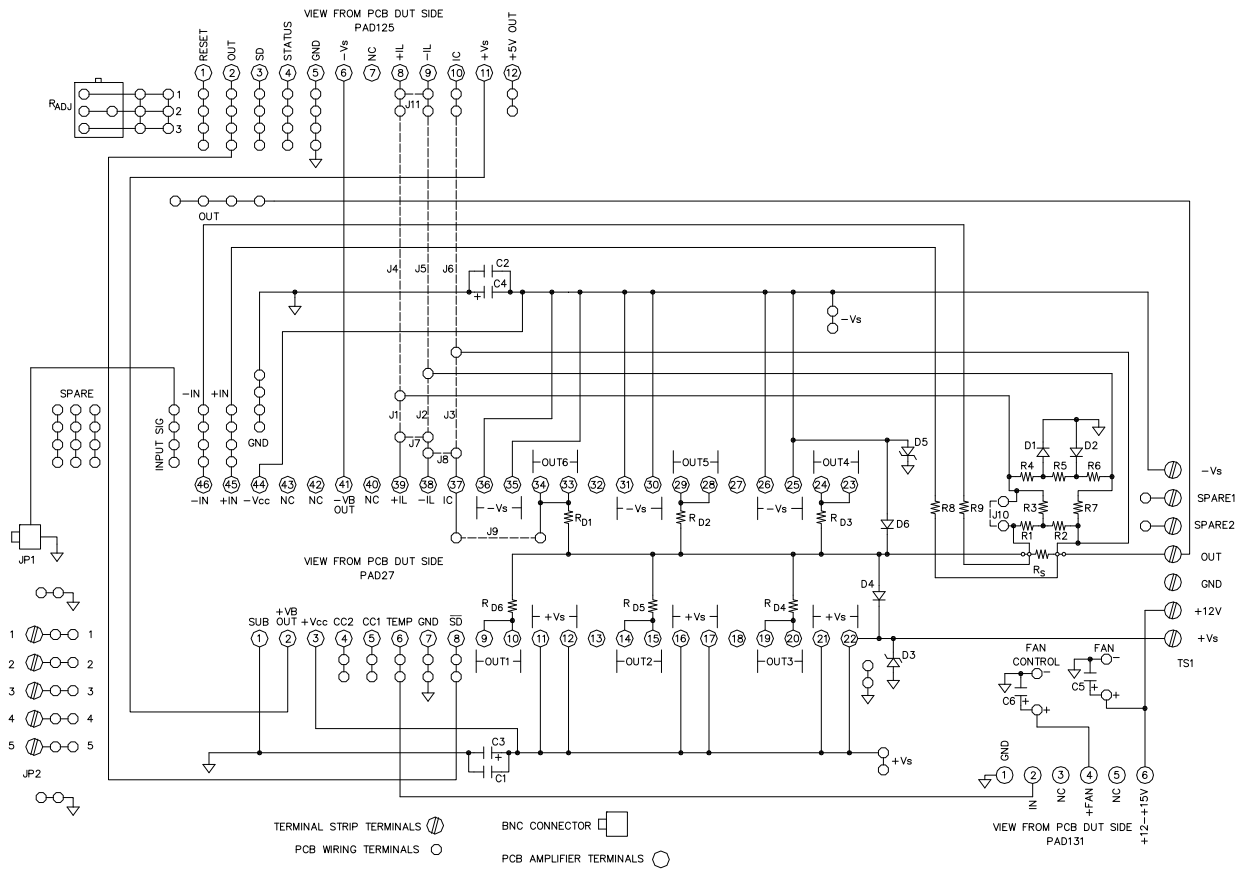 VIEW FROM PCB DUT SIDE
PAD125
RESET
OUT
SD
STATUS
GND
-Vs
NC
+IL
-IL
IC
+Vs
+5V OUT
1 2 3 4 5 6 7 8 9 10 11 12
RADJ
1
2
3
J11
OUT
J4 J5 J6
C2
C4
+
-Vs
SPARE
INPUT SIG
-IN +IN
GND
J1 J2 J3
J7
J8
D5
OUT6 OUT5 OUT4
D1 D2
R4 R5 R6
46 45 44 43 42 41 40 39 38 37 36 35 34 33 32 31 30 29 28 27 26 25 24 23
-IN +IN -Vcc NC NC -VB OUT NC +IL -IL IC -Vs -Vs -Vs
RD1 RD2 RD3
D6
R8 R9
J10
R3 R7
R1 R2
RS
-Vs
SPARE1
SPARE2
OUT
GND
+12V
+Vs
TS1
J9
JP1
VIEW FROM PCB DUT SIDE
PAD27
RD6 RD5 RD4
D4
SUB +VB OUT +Vcc CC2 CC1 TEMP GND SD +Vs +Vs +Vs
1 2 3 4 5 6 7 8 9 10 11 12 13 14 15 16 17 18 19 20 21 22
OUT1 OUT2 OUT3
D3
1 1
2 2
3 3
4 4
5 5
JP2
FAN CONTROL
-
C6
+
+
FAN
-
C5
+
+
C3
+
C1
+Vs
GND
1 2 3 4 5 6
IN
NC
+FAN
NC
+12-+15V
VIEW FROM PCB DUT SIDE
PAD131
TERMINAL STRIP TERMINALS
PCB WIRING TERMINALS
BNC CONNECTOR
PCB AMPLIFIER TERMINALS